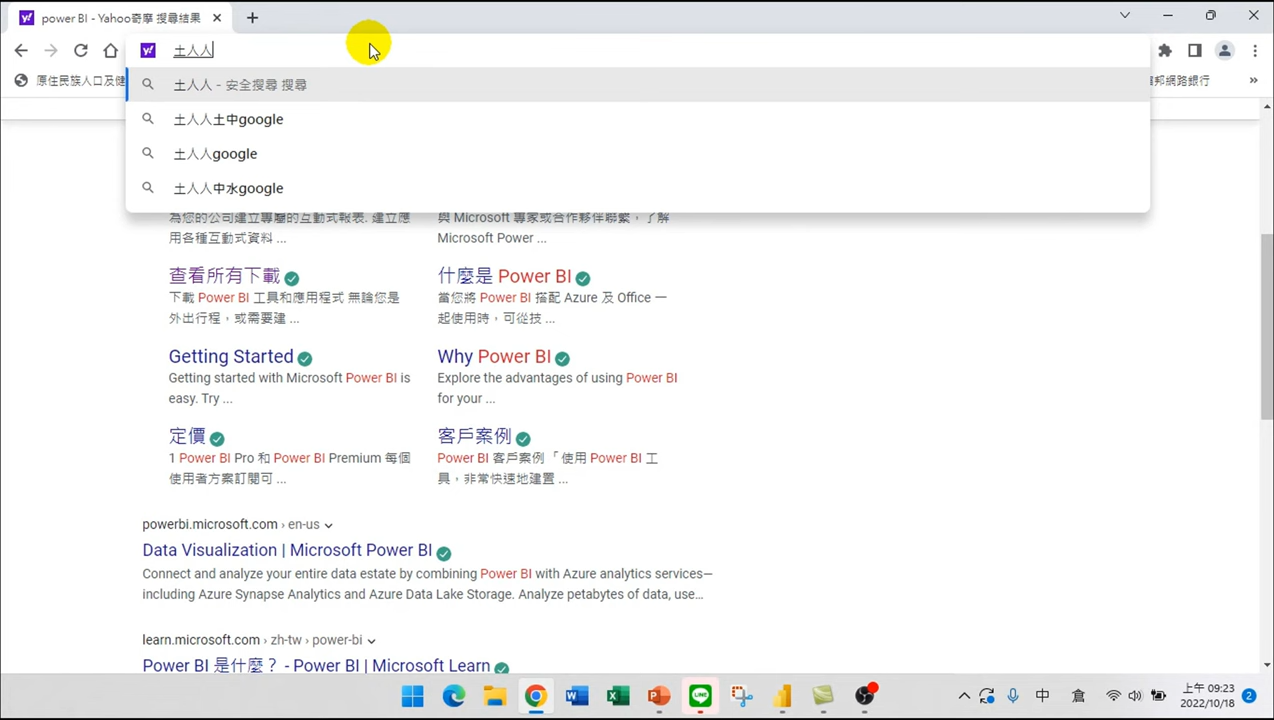 power BI - Yahoo奇摩 搜尋結果
土人人
原住民族人口及健
邦網路銀行
土人人 - 安全搜尋 搜尋
土人人土中google
土人人google
土人人中水google
為您的公司建立專屬的互動式報表. 建立應
用各種互動式資料 ...
與 Microsoft 專家或合作夥伴聯繫，了解
Microsoft Power ...
查看所有下載
下載 Power BI 工具和應用程式 無論您是
外出行程，或需要建 ...
什麼是 Power BI
當您將 Power BI 搭配 Azure 及 Office 一
起使用時，可從技 ...
Getting Started
Getting started with Microsoft Power BI is
easy. Try ...
Why Power BI
Explore the advantages of using Power BI
for your ...
定價
1 Power BI Pro 和 Power BI Premium 每個
使用者方案訂閱可 ...
客戶案例
Power BI 客戶案例 「使用 Power BI 工
具，非常快速地建置 ...
powerbi.microsoft.com › en-us
Data Visualization | Microsoft Power BI
Connect and analyze your entire data estate by combining Power BI with Azure analytics services—
including Azure Synapse Analytics and Azure Data Lake Storage. Analyze petabytes of data, use...
learn.microsoft.com › zh-tw › power-bi
Power BI 是什麼？ - Power BI | Microsoft Learn
中
倉
上午 09:23
2022/10/18
2